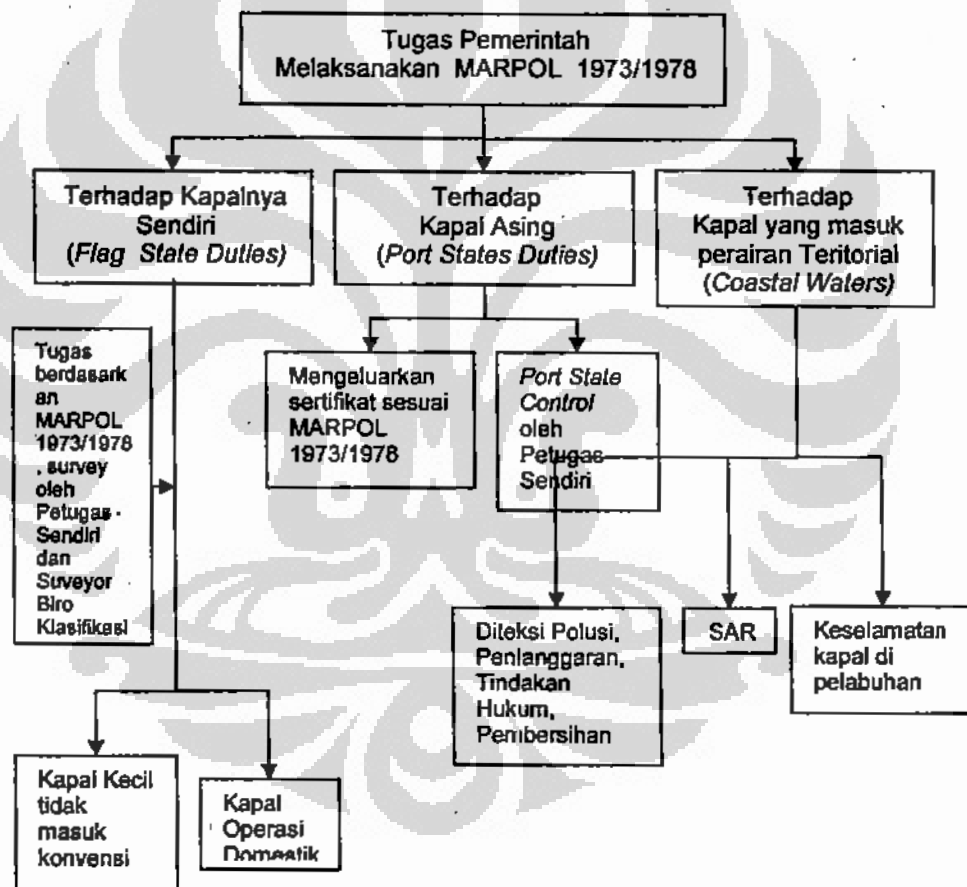 Tugas Pemerintah
Melaksanakan MARPOL 1973/1978
Terhadap Kapalnya
Sendiri
(Flag State Duties)
Terhadap
Kapal Asing
(Port States Duties)
Terhadap
Kapal yang masuk
perairan Teritorial
(Coastal Waters)
Tugas
berdasark
an
MARPOL
1973/1978
, survey
oleh
Petugas
Sendiri
dan
Suveyor
Biro
Klasifikasi
Mengeluarkan
sertifikat sesuai
MARPOL
1973/1978
Port State
Control
oleh
Petugas
Sendiri
Diteksi Polusi,
Penlanggaran,
Tindakan
Hukum,
Pembersihan
SAR
Keselamatan
kapal di
pelabuhan
Kapal Kecil
tidak
masuk
konvensi
Kapal
Operasi
Domestik